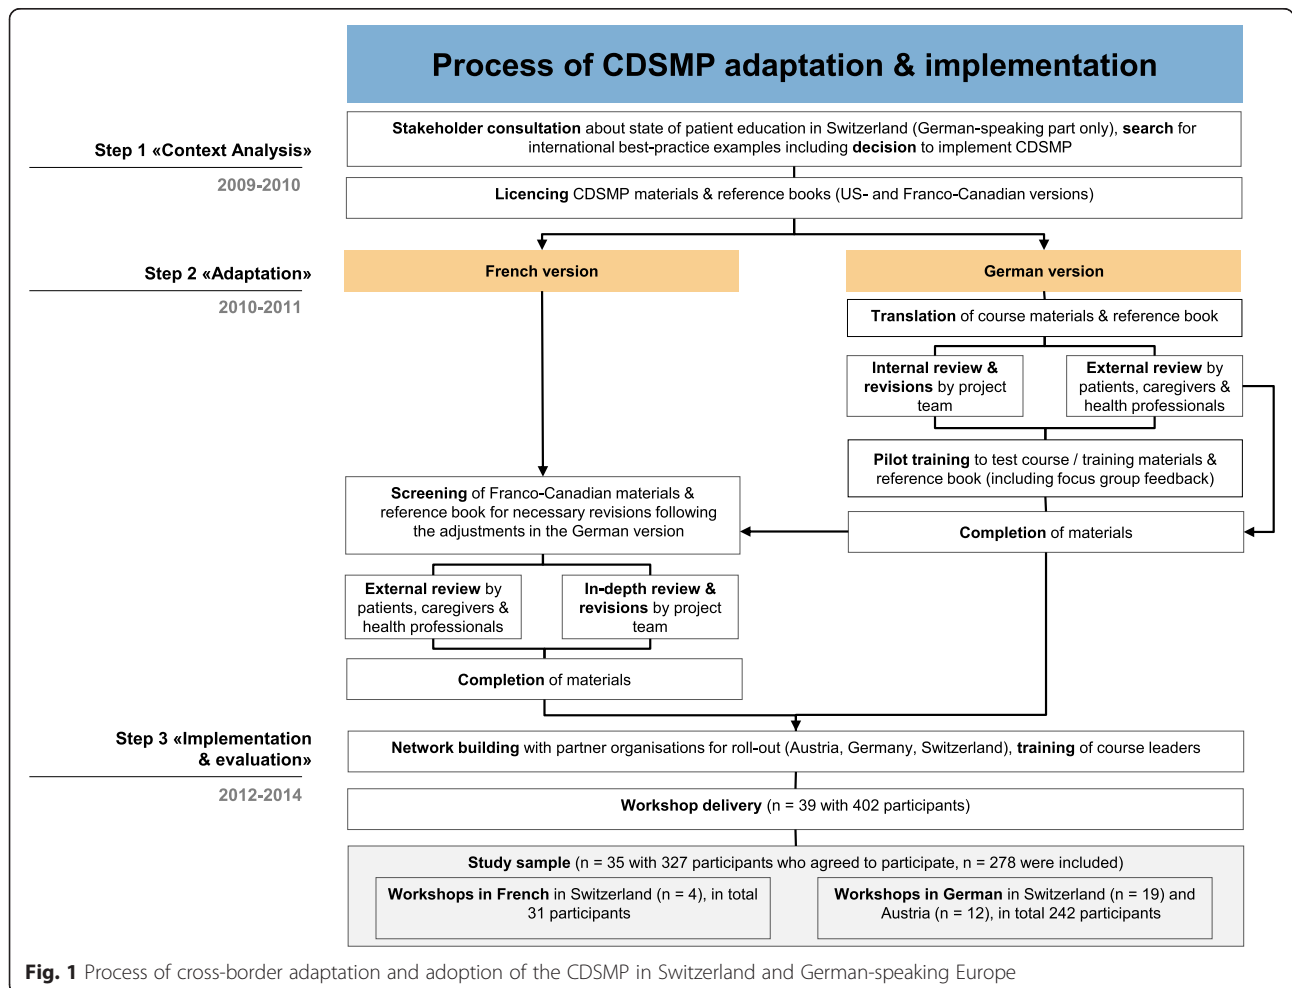 Process of CDSMP adaptation & implementation
Step 1 «Context Analysis»
2009-2010
Stakeholder consultation about state of patient education in Switzerland (German-speaking part only), search for
international best-practice examples including decision to implement CDSMP
Licencing CDSMP materials & reference books (US- and Franco-Canadian versions)
Step 2 «Adaptation»
2010-2011
French version
German version
Translation of course materials & reference book
Internal review &
revisions by project
team
External review by
patients, caregivers &
health professionals
Pilot training to test course / training materials &
reference book (including focus group feedback)
Completion of materials
Screening of Franco-Canadian materials &
reference book for necessary revisions following
the adjustments in the German version
External review by
patients, caregivers &
health professionals
In-depth review &
revisions by project
team
Completion of materials
Step 3 «Implementation
& evaluation»
2012-2014
Network building with partner organisations for roll-out (Austria, Germany, Switzerland), training of course leaders
Workshop delivery (n = 39 with 402 participants)
Study sample (n = 35 with 327 participants who agreed to participate, n = 278 were included)
Workshops in French in Switzerland (n = 4), in total
31 participants
Workshops in German in Switzerland (n = 19) and
Austria (n = 12), in total 242 participants
Fig. 1 Process of cross-border adaptation and adoption of the CDSMP in Switzerland and German-speaking Europe